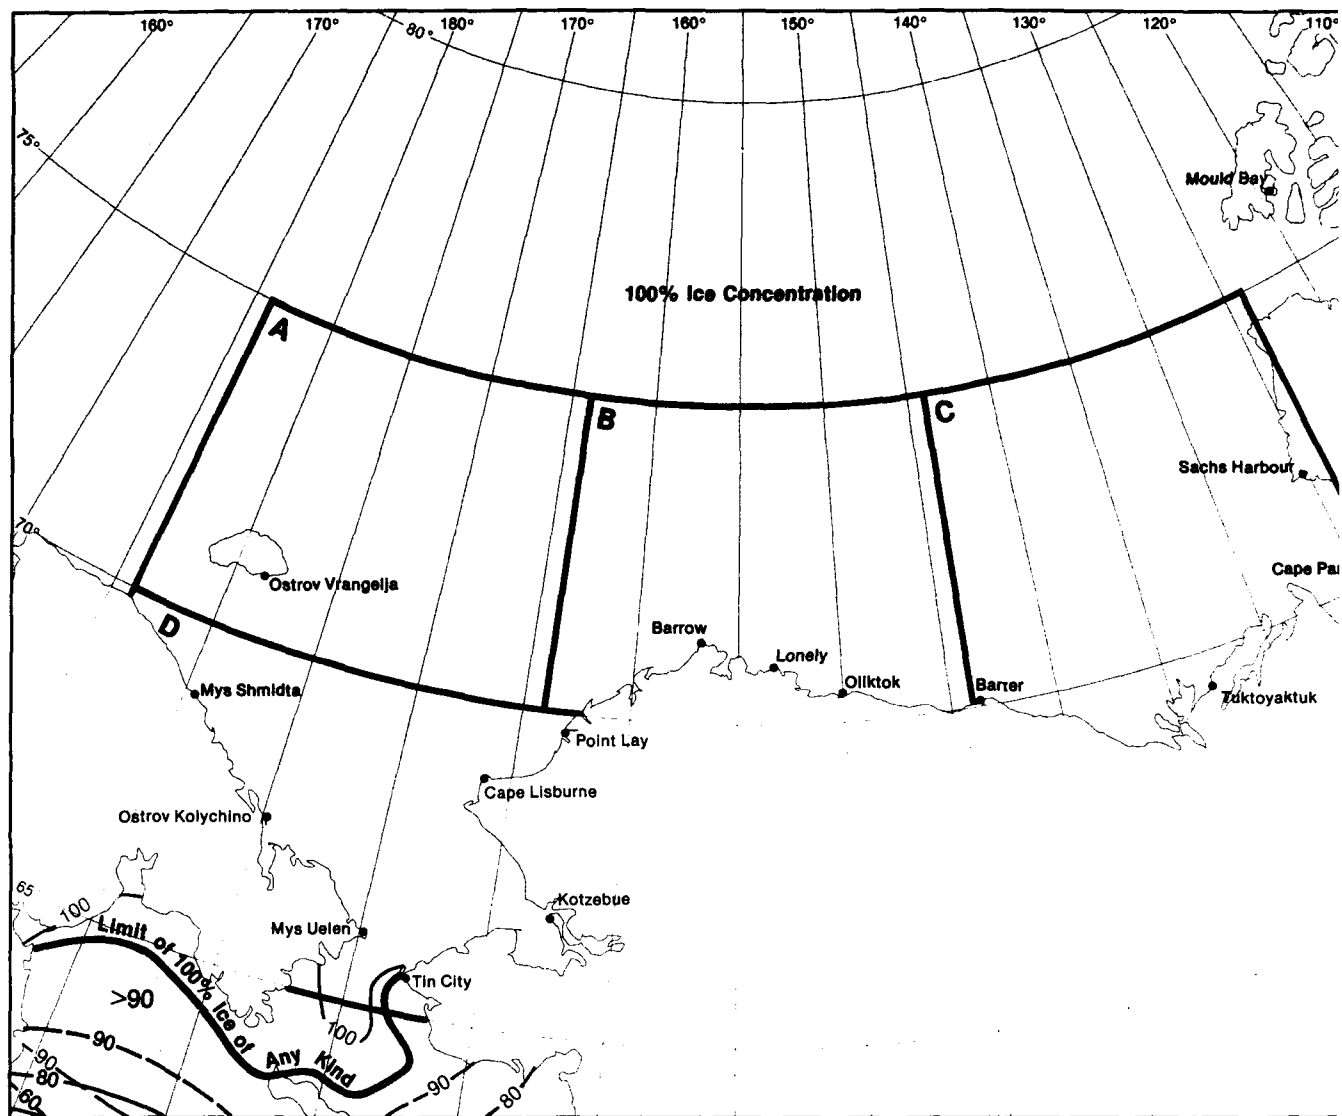 160° 170° 180° 170° 160° 150° 140° 130° 120° 110°
80°
75°
Mould Bay
100% Ice Concentration
A
B
C
Sachs Harbour
70°
Ostrov Vrangelja
Cape Par
D
Barrow
Lonely
Mys Shmidta
Oliktok
Barter
Tuktoyaktuk
Point Lay
Cape Lisburne
Ostrov Kolychino
65
100
Kotzebue
Limit of 100% Ice of Any Kind
Mys Uelen
Tin City
>90
100
90
90
80
60
90
80